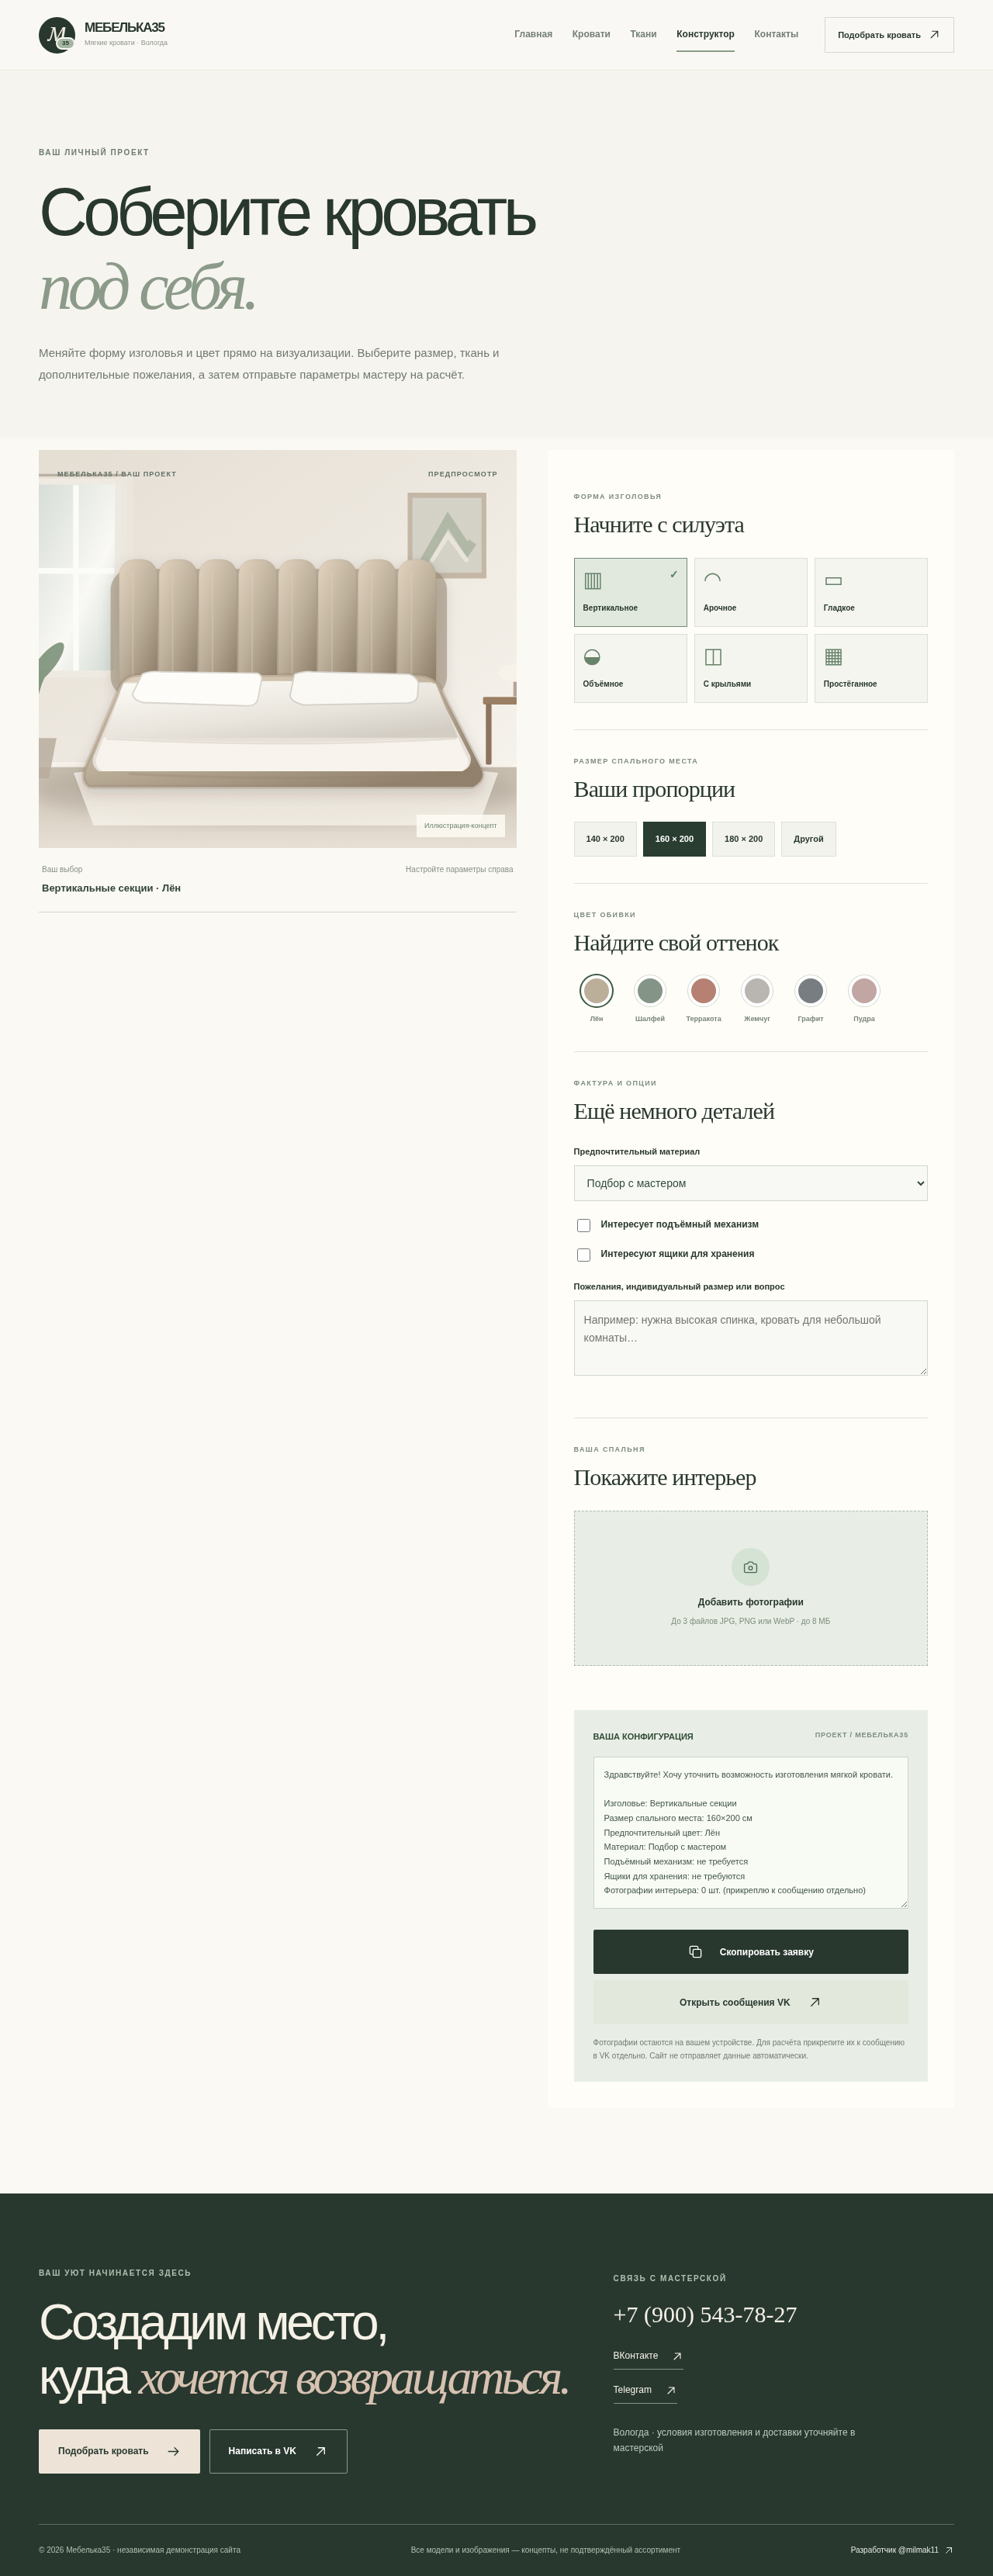 М
35
МЕБЕЛЬКА35
Мягкие кровати · Вологда
Главная
Кровати
Ткани
Конструктор
Контакты
Подобрать кровать
ВАШ ЛИЧНЫЙ ПРОЕКТ
Соберите кровать
под себя.
Меняйте форму изголовья и цвет прямо на визуализации. Выберите размер, ткань и
дополнительные пожелания, а затем отправьте параметры мастеру на расчёт.
МЕБЕЛЬКА35 / ВАШ ПРОЕКТ
ПРЕДПРОСМОТР
Иллюстрация-концепт
Ваш выбор
Настройте параметры справа
Вертикальные секции · Лён
ФОРМА ИЗГОЛОВЬЯ
Начните с силуэта
Вертикальное
Арочное
Гладкое
Объёмное
С крыльями
Простёганное
РАЗМЕР СПАЛЬНОГО МЕСТА
Ваши пропорции
140 × 200
160 × 200
180 × 200
Другой
ЦВЕТ ОБИВКИ
Найдите свой оттенок
Лён
Шалфей
Терракота
Жемчуг
Графит
Пудра
ФАКТУРА И ОПЦИИ
Ещё немного деталей
Предпочтительный материал
Подбор с мастером
Интересует подъёмный механизм
Интересуют ящики для хранения
Пожелания, индивидуальный размер или вопрос
Например: нужна высокая спинка, кровать для небольшой
комнаты…
ВАША СПАЛЬНЯ
Покажите интерьер
Добавить фотографии
До 3 файлов JPG, PNG или WebP · до 8 МБ
ВАША КОНФИГУРАЦИЯ
ПРОЕКТ / МЕБЕЛЬКА35
Здравствуйте! Хочу уточнить возможность изготовления мягкой кровати.
Изголовье: Вертикальные секции
Размер спального места: 160×200 см
Предпочтительный цвет: Лён
Материал: Подбор с мастером
Подъёмный механизм: не требуется
Ящики для хранения: не требуются
Фотографии интерьера: 0 шт. (прикреплю к сообщению отдельно)
Скопировать заявку
Открыть сообщения VK
Фотографии остаются на вашем устройстве. Для расчёта прикрепите их к сообщению
в VK отдельно. Сайт не отправляет данные автоматически.
ВАШ УЮТ НАЧИНАЕТСЯ ЗДЕСЬ
Создадим место,
куда хочется возвращаться.
Подобрать кровать
Написать в VK
СВЯЗЬ С МАСТЕРСКОЙ
+7 (900) 543-78-27
ВКонтакте
Telegram
Вологда · условия изготовления и доставки уточняйте в
мастерской
© 2026 Мебелька35 · независимая демонстрация сайта
Все модели и изображения — концепты, не подтверждённый ассортимент
Разработчик @milmak11